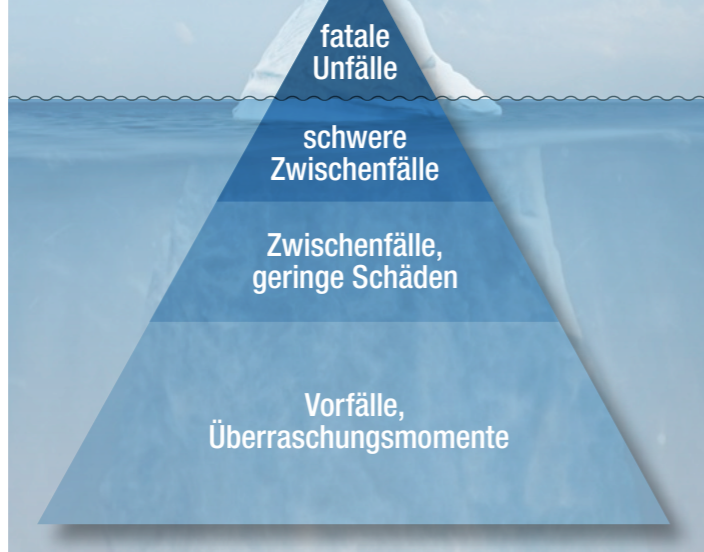 fatale
Unfälle
schwere
Zwischenfälle
Zwischenfälle,
geringe Schäden
Vorfälle,
Überraschungsmomente